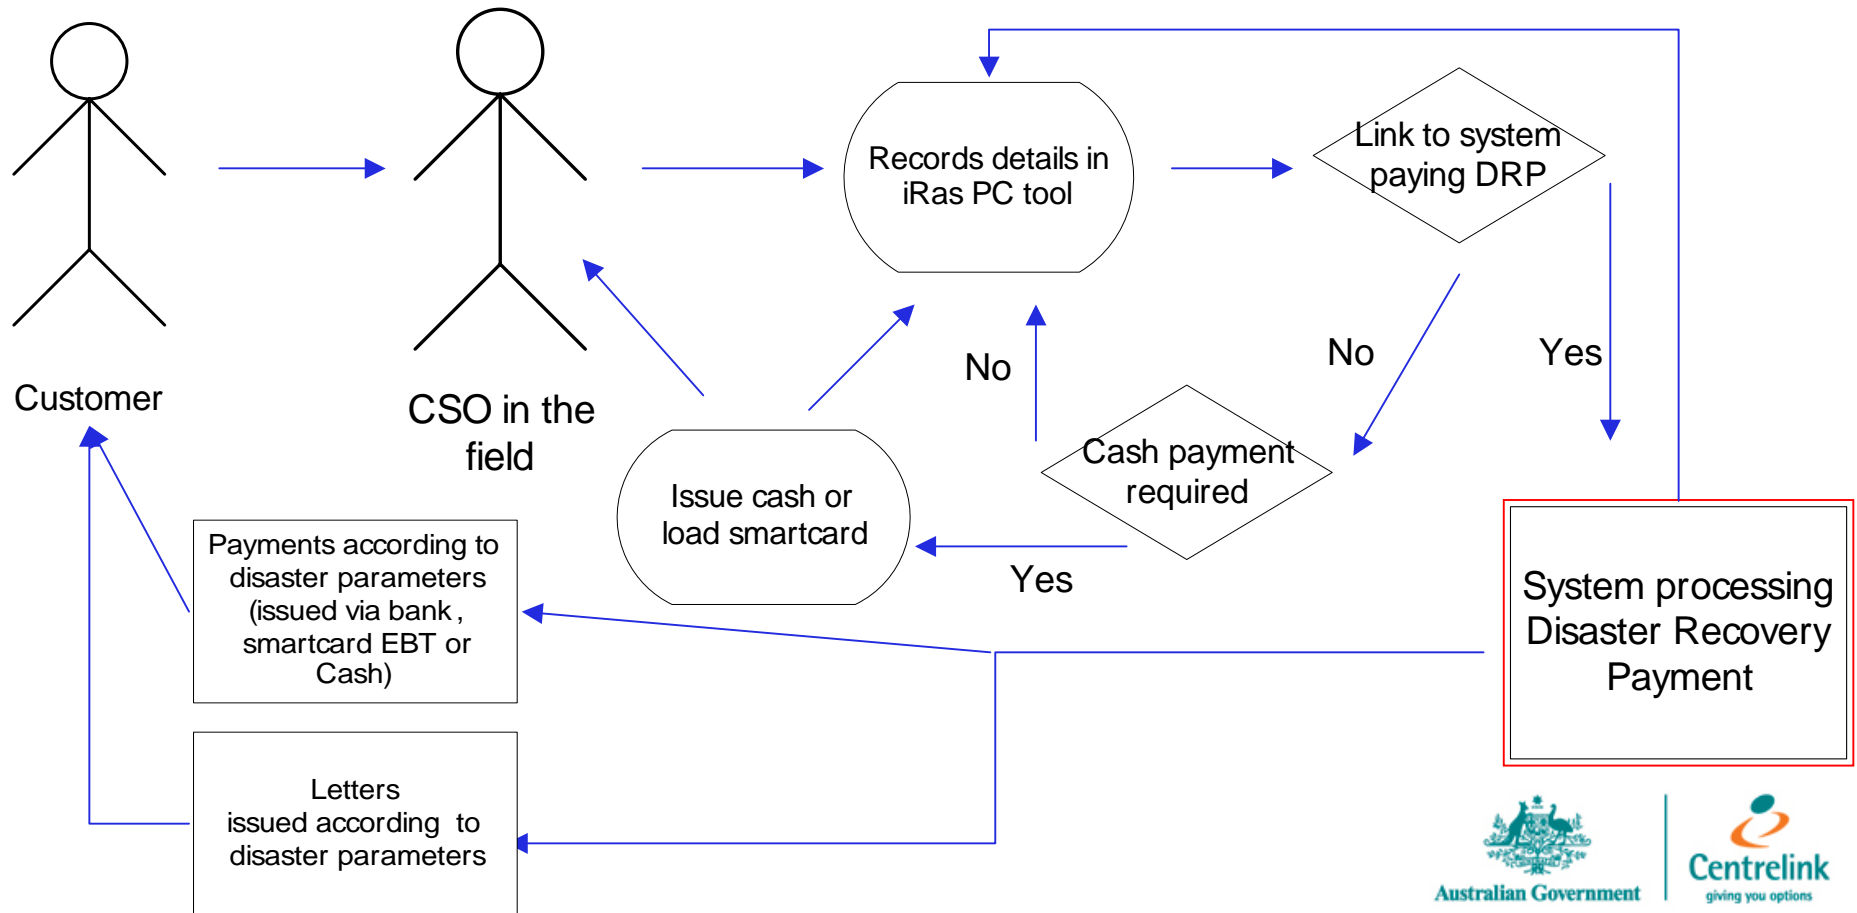 Customer
CSO in the
field
Records details in
iRas PC tool
Link to system
paying DRP
No
No
Yes
Cash payment
required
Issue cash or
load smartcard
Yes
Payments according to
disaster parameters
(issued via bank,
smartcard EBT or
Cash)
System processing
Disaster Recovery
Payment
Letters
issued according to
disaster parameters
Australian Government
Centrelink
giving you options